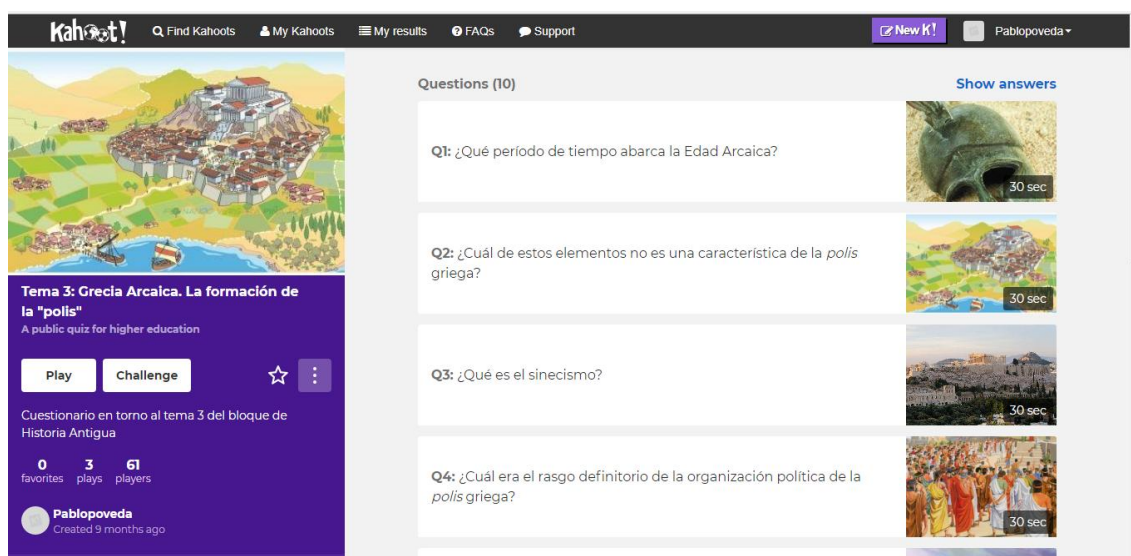 Kahoot!
Find Kahoots
My Kahoots
My results
FAQs
Support
New K!
Pablopoveda
Tema 3: Grecia Arcaica. La formación de
la "polis"
A public quiz for higher education
Play
Challenge
Cuestionario en torno al tema 3 del bloque de
Historia Antigua
0 3 61
favorites plays players
Pablopoveda
Created 9 months ago
Questions (10)
Show answers
Q1: ¿Qué período de tiempo abarca la Edad Arcaica?
30 sec
Q2: ¿Cuál de estos elementos no es una característica de la polis
griega?
30 sec
Q3: ¿Qué es el sinecismo?
30 sec
Q4: ¿Cuál era el rasgo definitorio de la organización política de la
polis griega?
30 sec